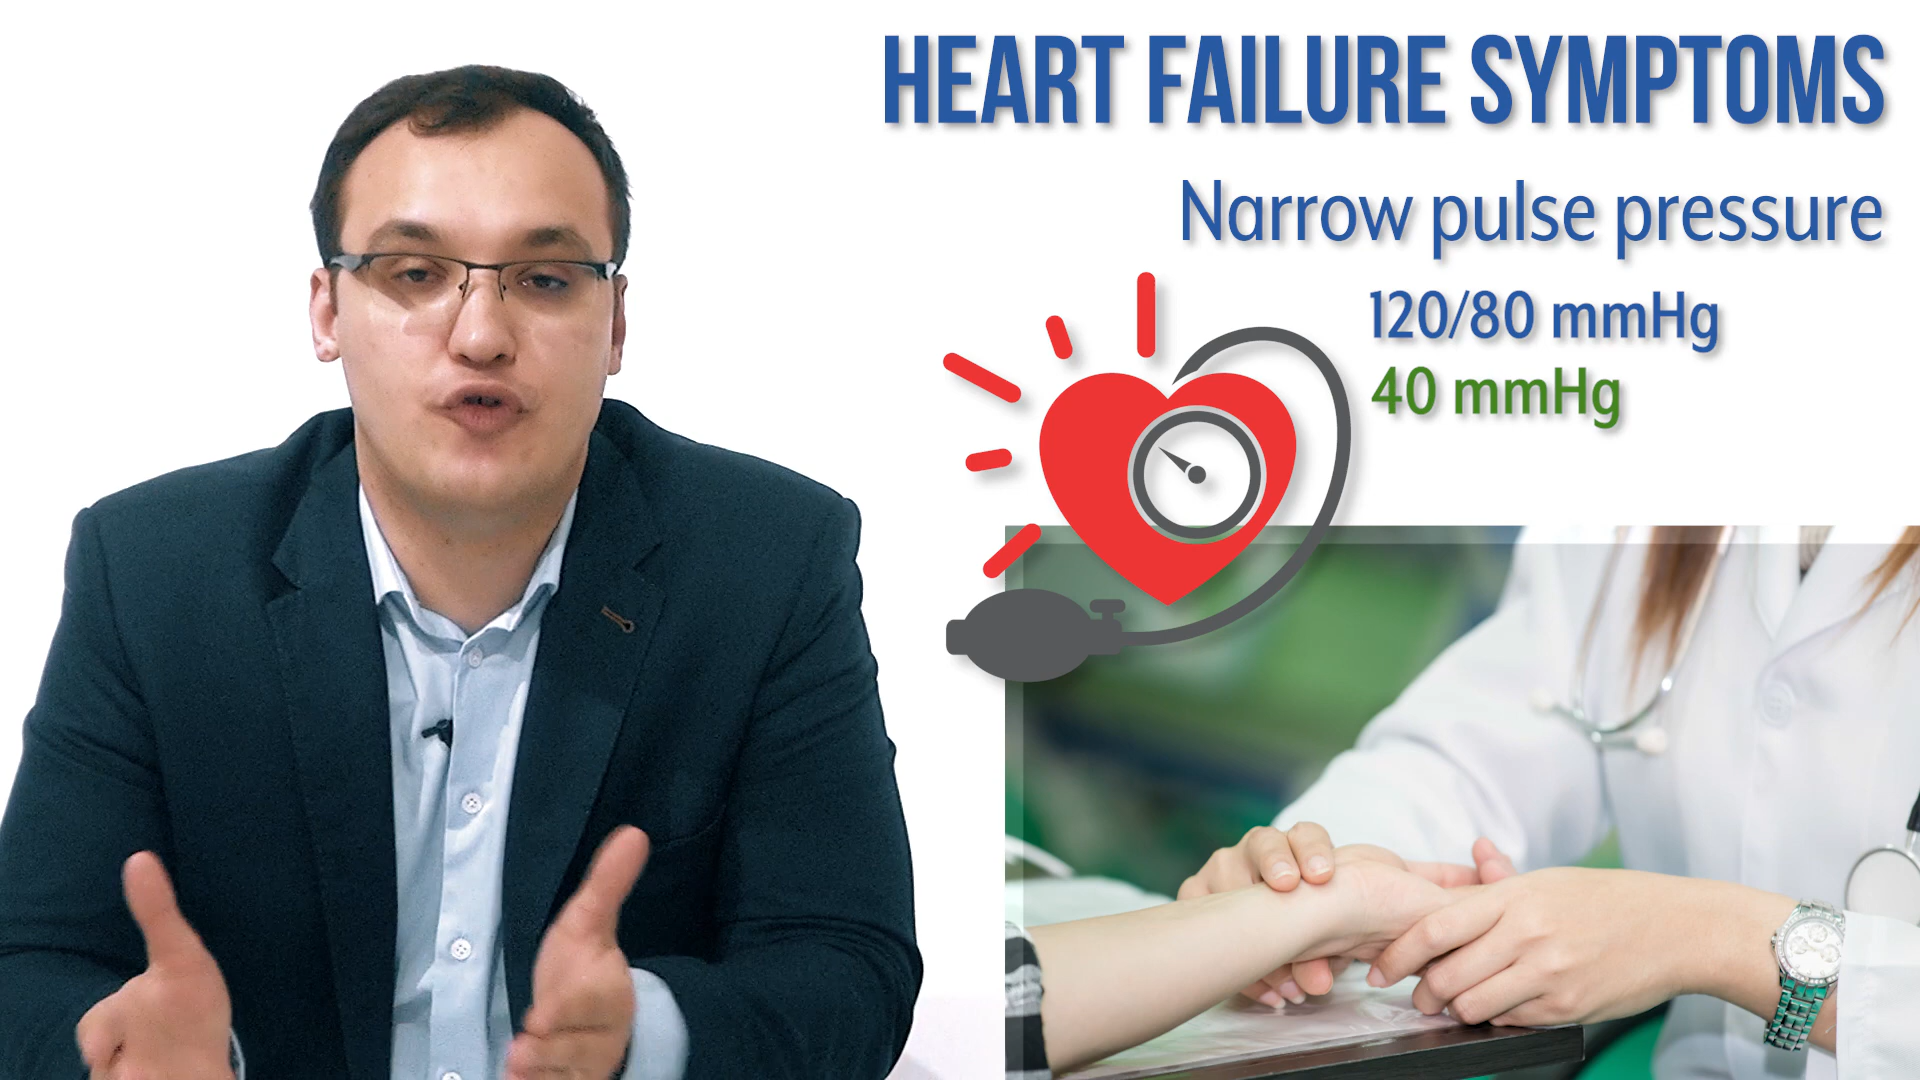 HEART FAILURE SYMPTOMS
Narrow pulse pressure
120/80 mmHg
40 mmHg